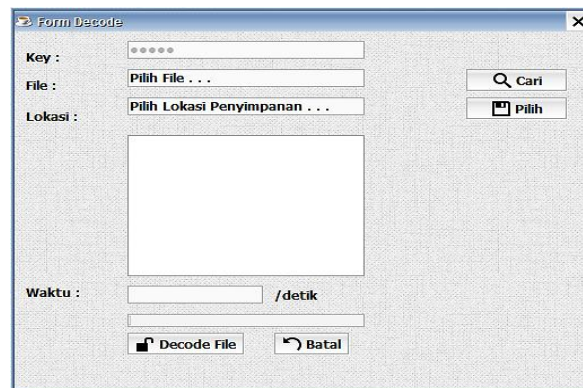 Form Decode
Key :
File : Pilih File . . . Cari
Lokasi : Pilih Lokasi Penyimpanan . . . Pilih
Waktu : /detik
Decode File Batal